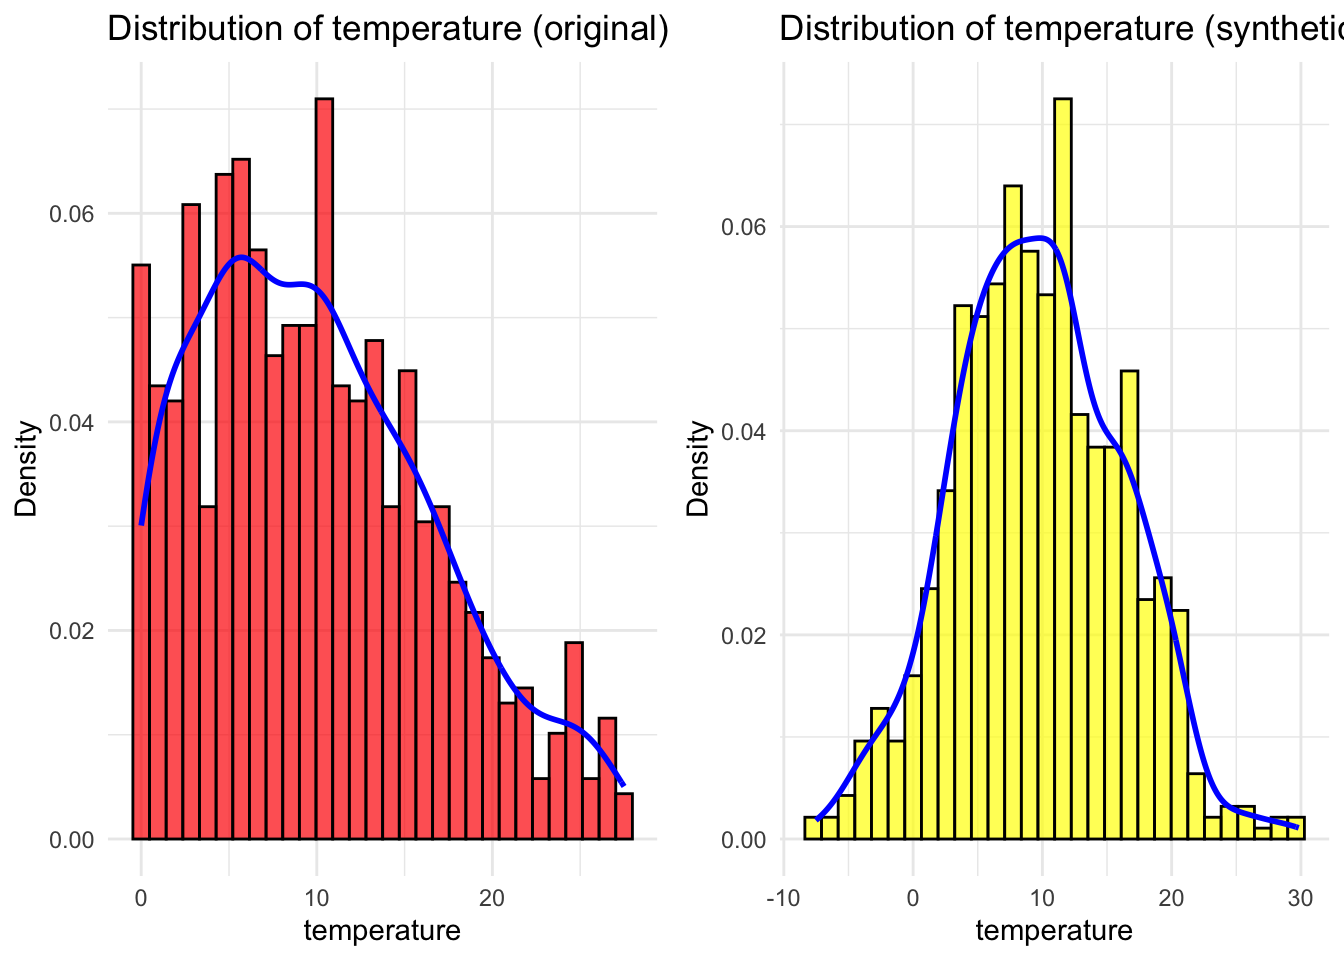 Distribution of temperature (original)
Density
0.06
0.04
0.02
0.00
0 10 20
temperature
Distribution of temperature (synthetic
Density
0.06
0.04
0.02
0.00
-10 0 10 20 30
temperature